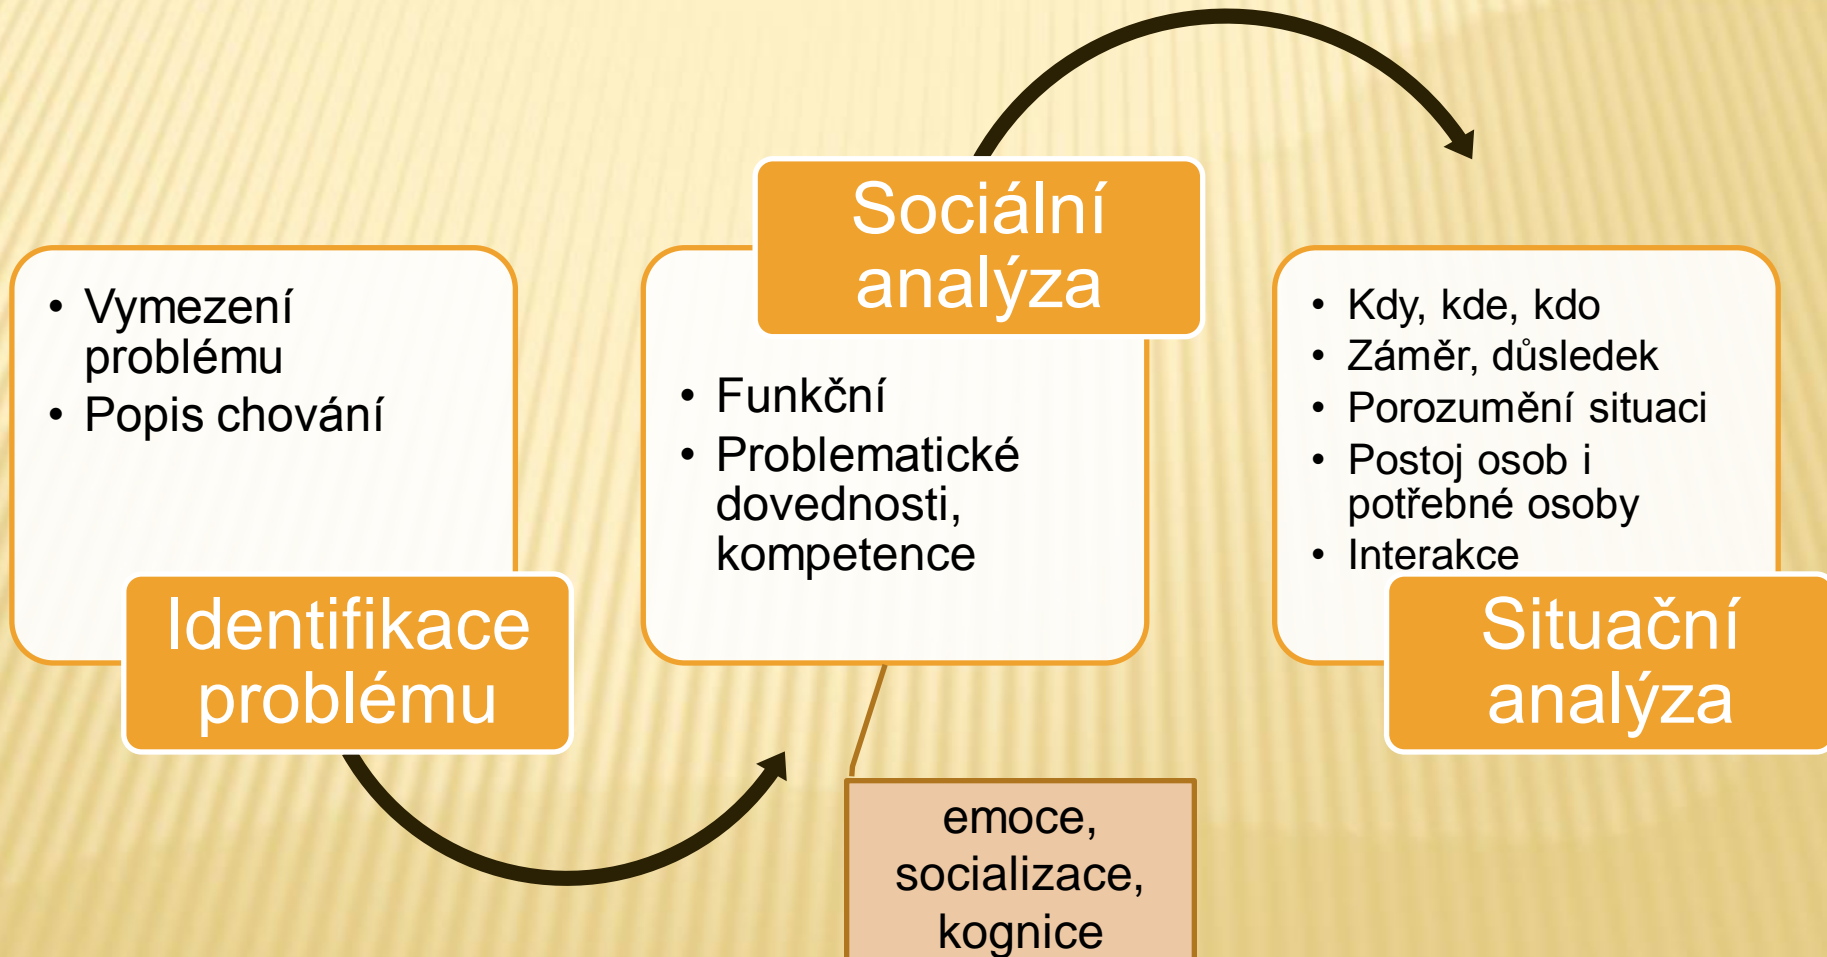 • Vymezení
problému
• Popis chování
Identifikace
problému
Sociální
analýza
• Funkční
• Problematické
dovednosti,
kompetence
emoce,
socializace,
kognice
• Kdy, kde, kdo
• Záměr, důsledek
• Porozumění situaci
• Postoj osob i
potřebné osoby
• Interakce
Situační
analýza